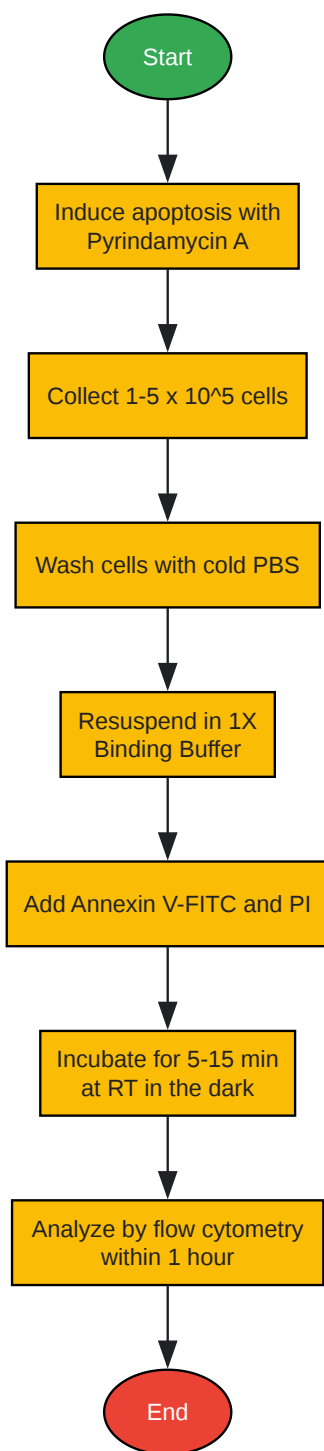 Start
Induce apoptosis with
Pyrindamycin A
Collect 1-5 x 10^5 cells
Wash cells with cold PBS
Resuspend in 1X
Binding Buffer
Add Annexin V-FITC and PI
Incubate for 5-15 min
at RT in the dark
Analyze by flow cytometry
within 1 hour
End